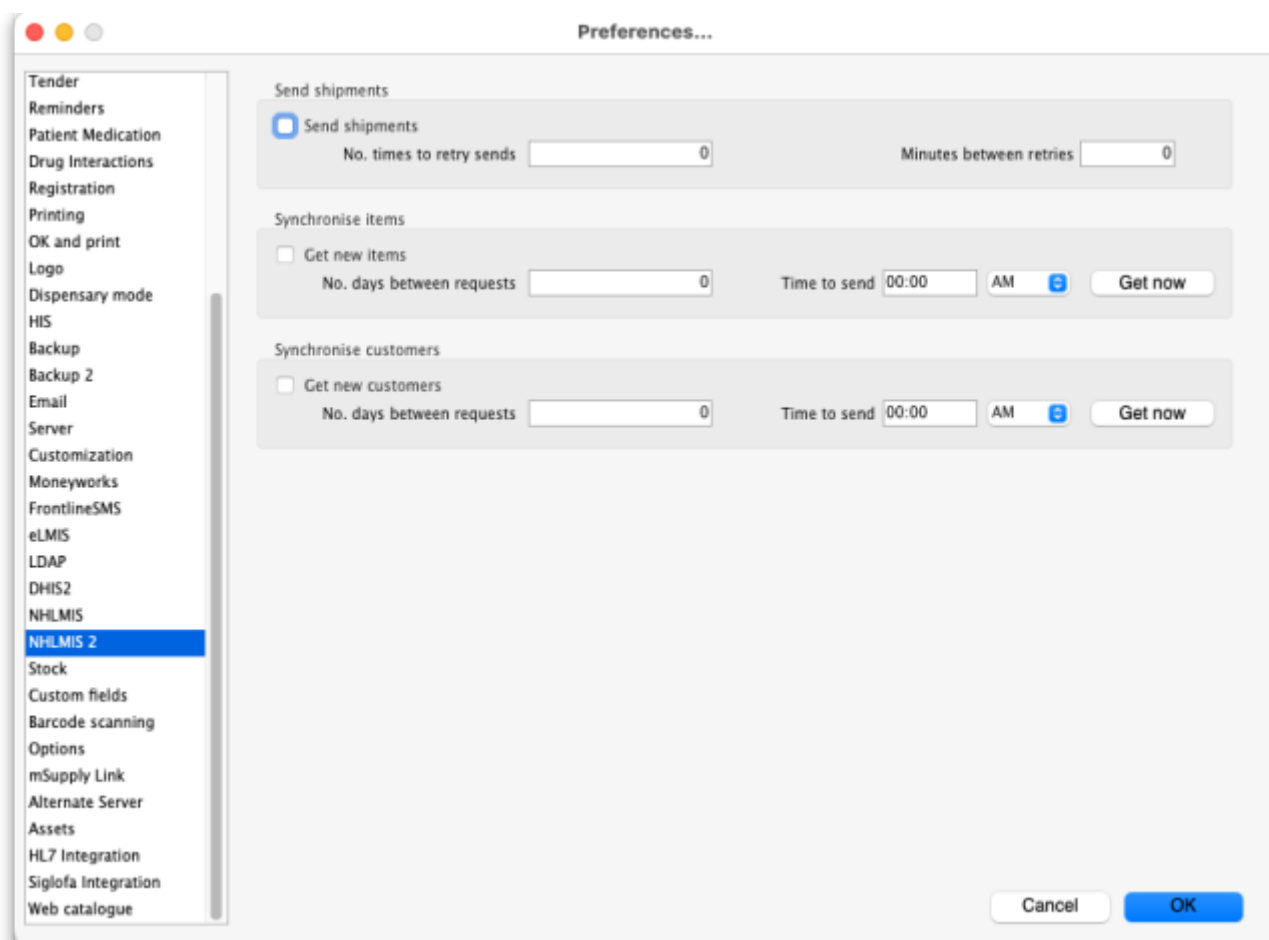 Preferences...
Tender
Reminders
Patient Medication
Drug Interactions
Registration
Printing
OK and print
Logo
Dispensary mode
HIS
Backup
Backup 2
Email
Server
Customization
Moneyworks
FrontlineSMS
eLMIS
LDAP
DHIS2
NHLMIS
NHLMIS 2
Stock
Custom fields
Barcode scanning
Options
mSupply Link
Alternate Server
Assets
HL7 Integration
Siglofa Integration
Web catalogue
Send shipments
Send shipments
No. times to retry sends 0 Minutes between retries 0
Synchronise items
Get new items
No. days between requests 0 Time to send 00:00 AM Get now
Synchronise customers
Get new customers
No. days between requests 0 Time to send 00:00 AM Get now
Cancel OK